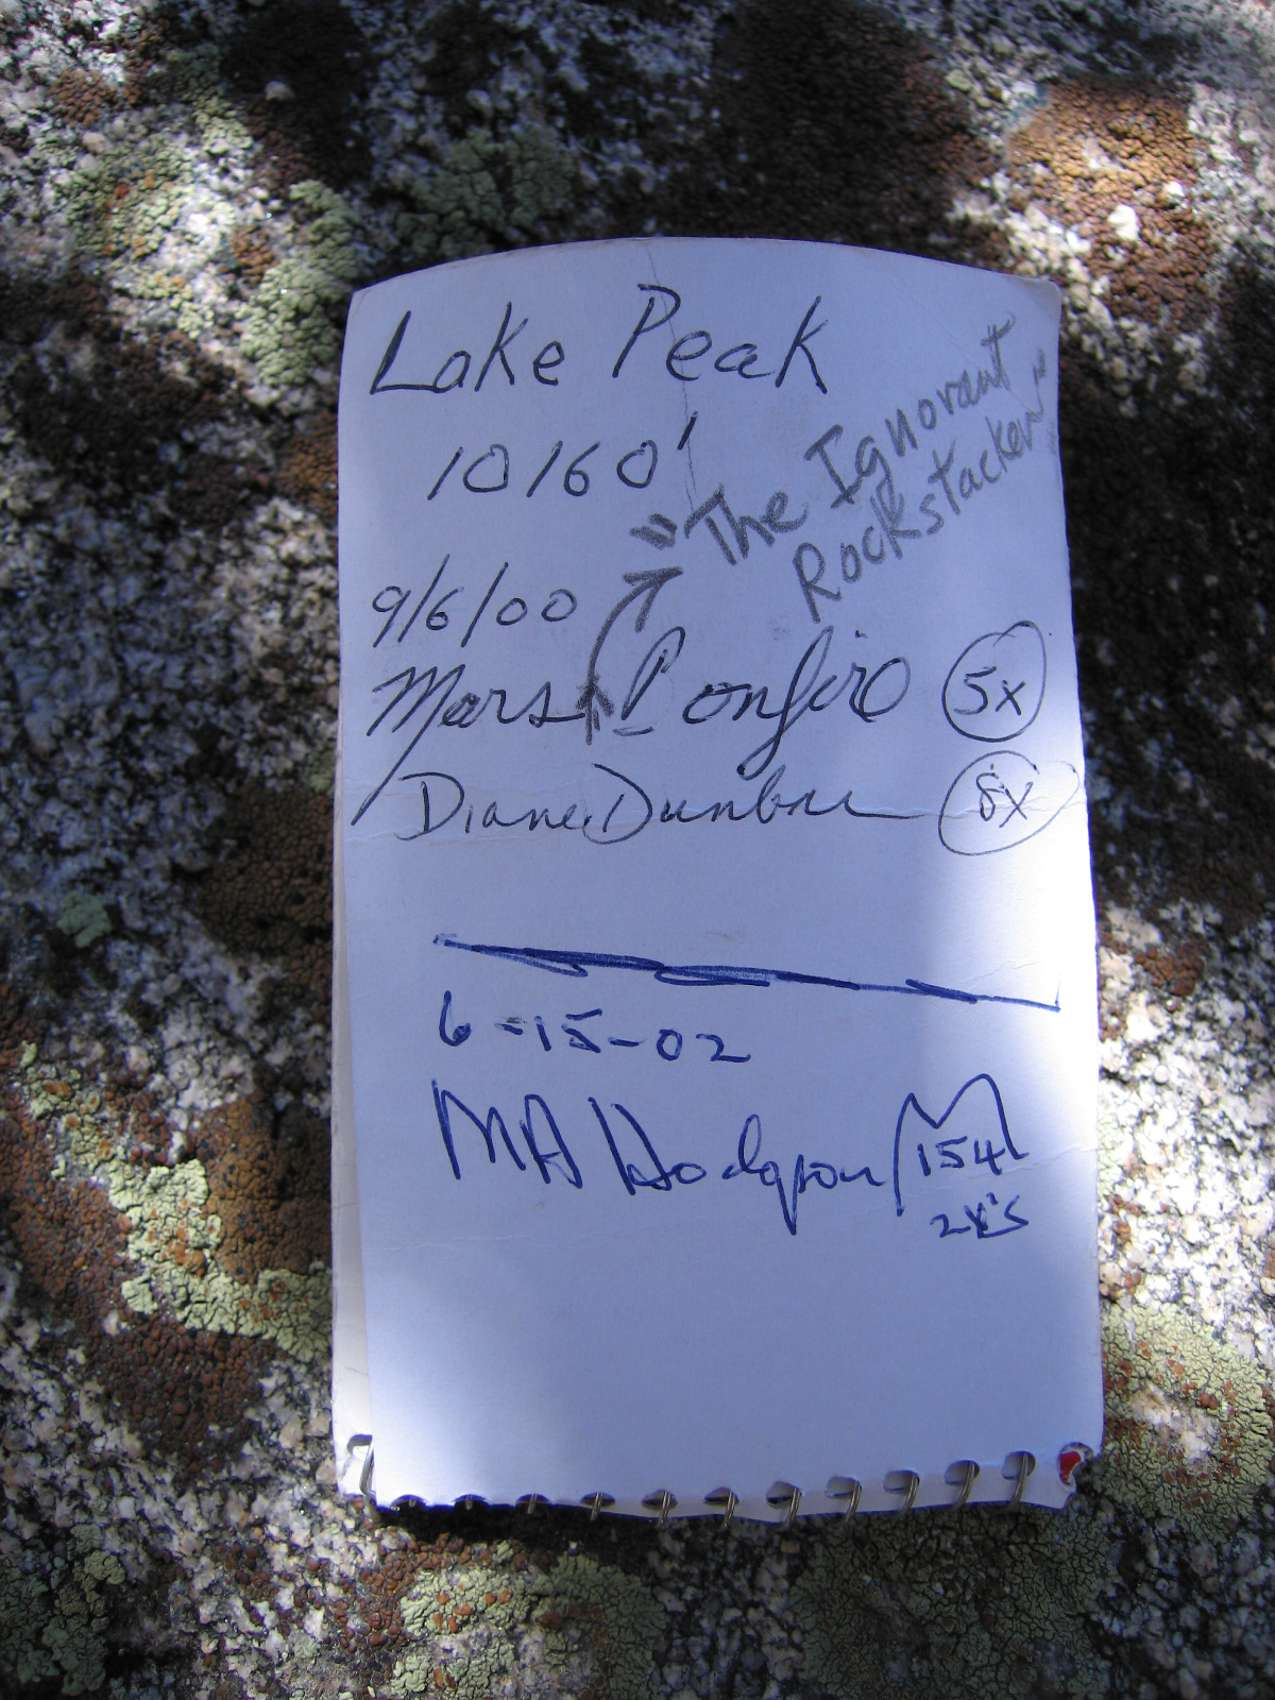 Lake Peak
10160'
"The Ignorant
Rockstacker"
9/6/00
Mars Bonfire 5x
Diane Dunbar 8x
6-15-02
MA Hodgson 154
2x's